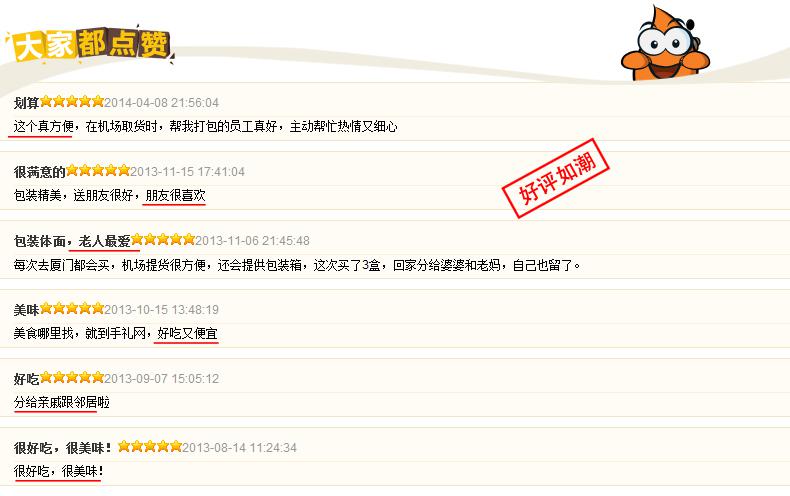 大家都点赞
划算2014-04-08 21:56:04
这个真方便，在机场取货时，帮我打包的员工真好，主动帮忙热情又细心
很满意的2013-11-15 17:41:04
包装精美，送朋友很好，朋友很喜欢
好评如潮
包装体面，老人最爱2013-11-06 21:45:48
每次去厦门都会买，机场提货很方便，还会提供包装箱，这次买了3盒，回家分给婆婆和老妈，自己也留了。
美味2013-10-15 13:48:19
美食哪里找，就到手礼网，好吃又便宜
好吃2013-09-07 15:05:12
分给亲戚跟邻居啦
很好吃，很美味！2013-08-14 11:24:34
很好吃，很美味！